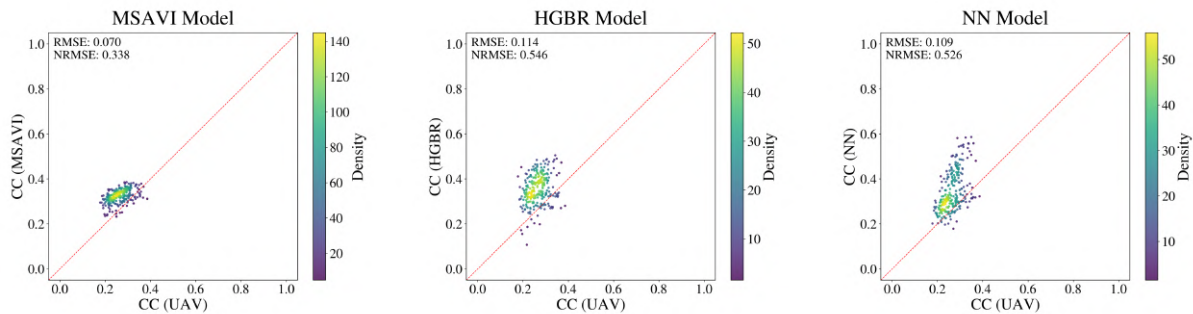 MSAVI Model
RMSE: 0.070
NRMSE: 0.338
CC (MSAVI)
1.0
0.8
0.6
0.4
0.2
0.0
0.0 0.2 0.4 0.6 0.8 1.0
CC (UAV)
140
120
100
80
60
40
20
Density
HGBR Model
RMSE: 0.114
NRMSE: 0.546
CC (HGBR)
1.0
0.8
0.6
0.4
0.2
0.0
0.0 0.2 0.4 0.6 0.8 1.0
CC (UAV)
50
40
30
20
10
Density
NN Model
RMSE: 0.109
NRMSE: 0.526
CC (NN)
1.0
0.8
0.6
0.4
0.2
0.0
0.0 0.2 0.4 0.6 0.8 1.0
CC (UAV)
50
40
30
20
10
Density